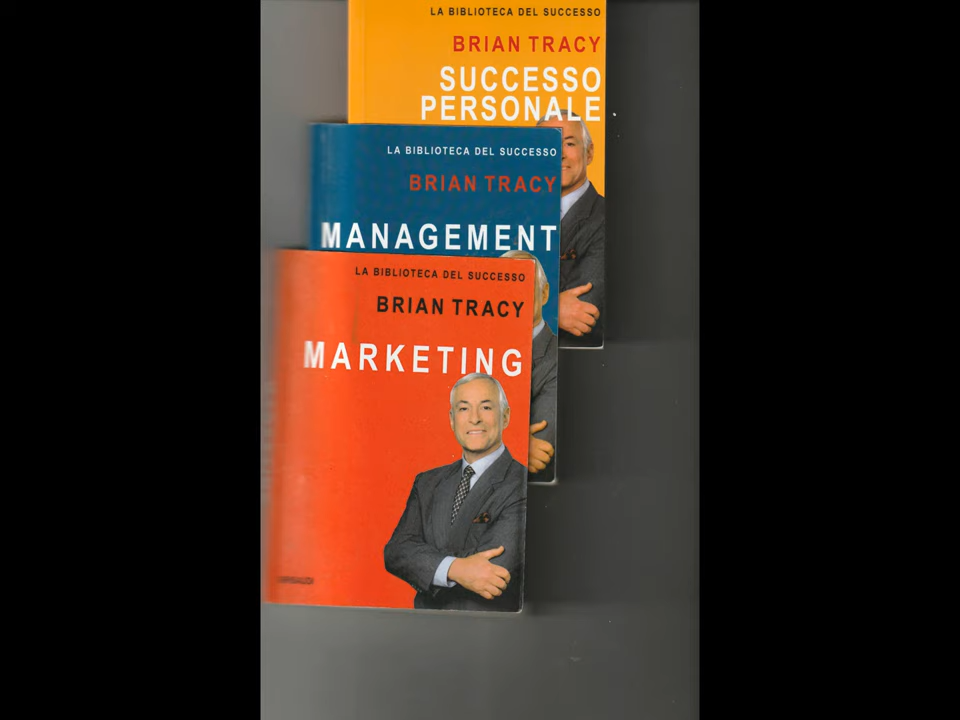 LA BIBLIOTECA DEL SUCCESSO
BRIAN TRACY
SUCCESSO
PERSONALE
LA BIBLIOTECA DEL SUCCESSO
BRIAN TRACY
MANAGEMENT
LA BIBLIOTECA DEL SUCCESSO
BRIAN TRACY
MARKETING